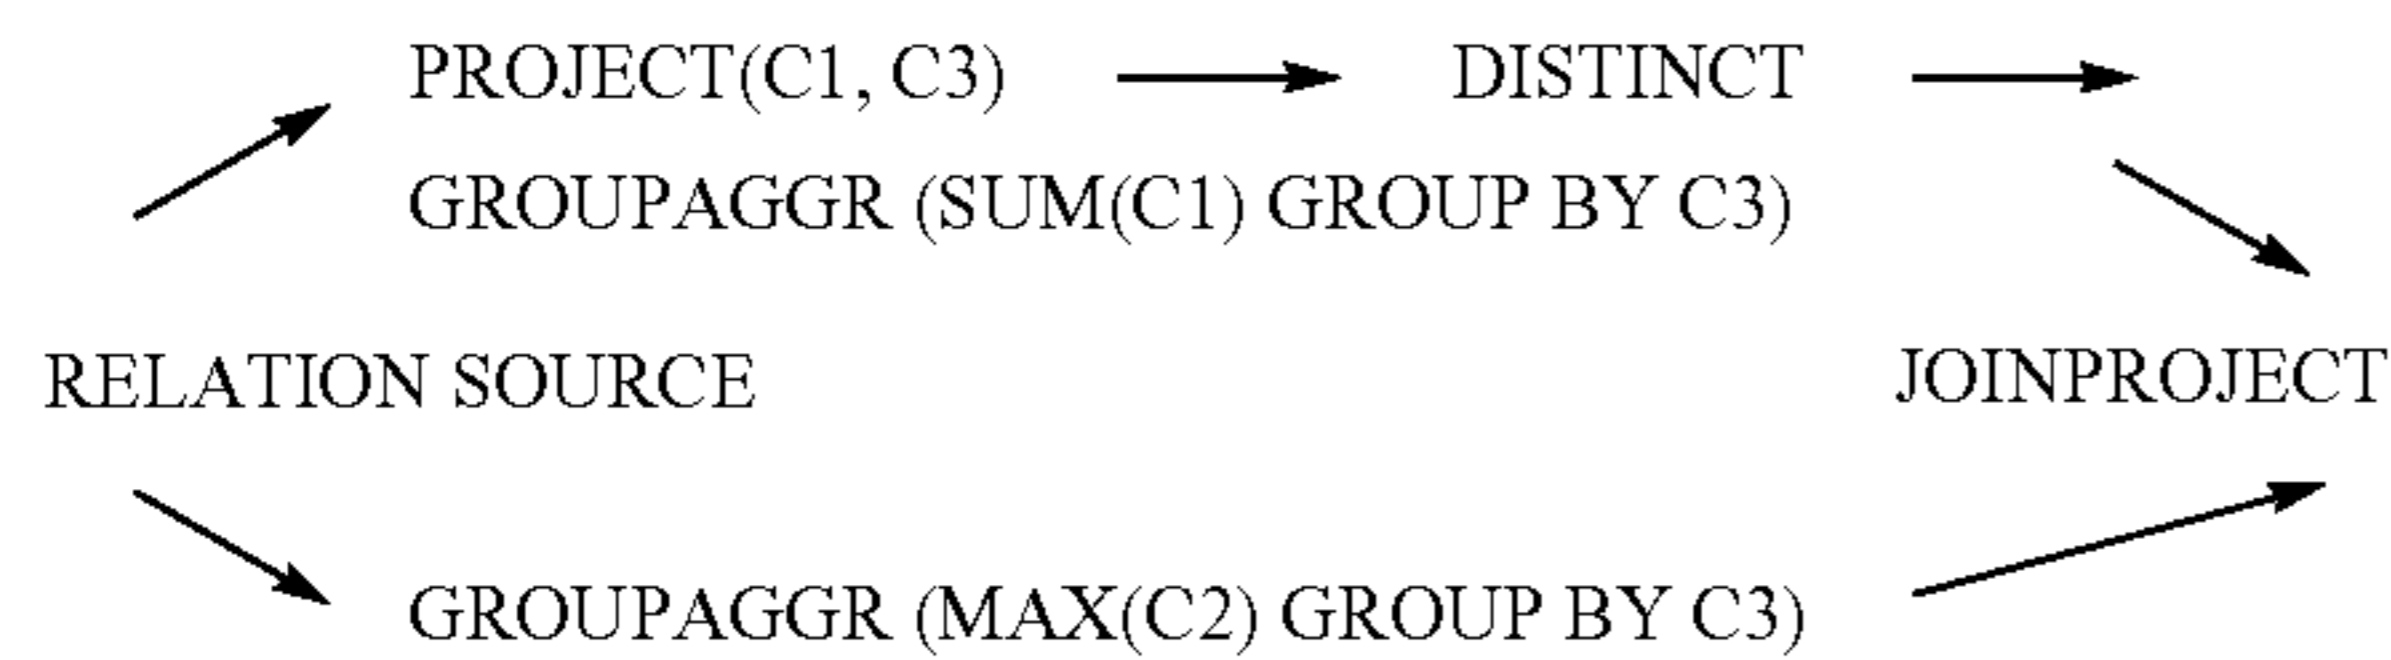 PROJECT(C1, C3) DISTINCT
GROUPAGGR (SUM(C1) GROUP BY C3)
RELATION SOURCE JOINPROJECT
GROUPAGGR (MAX(C2) GROUP BY C3)